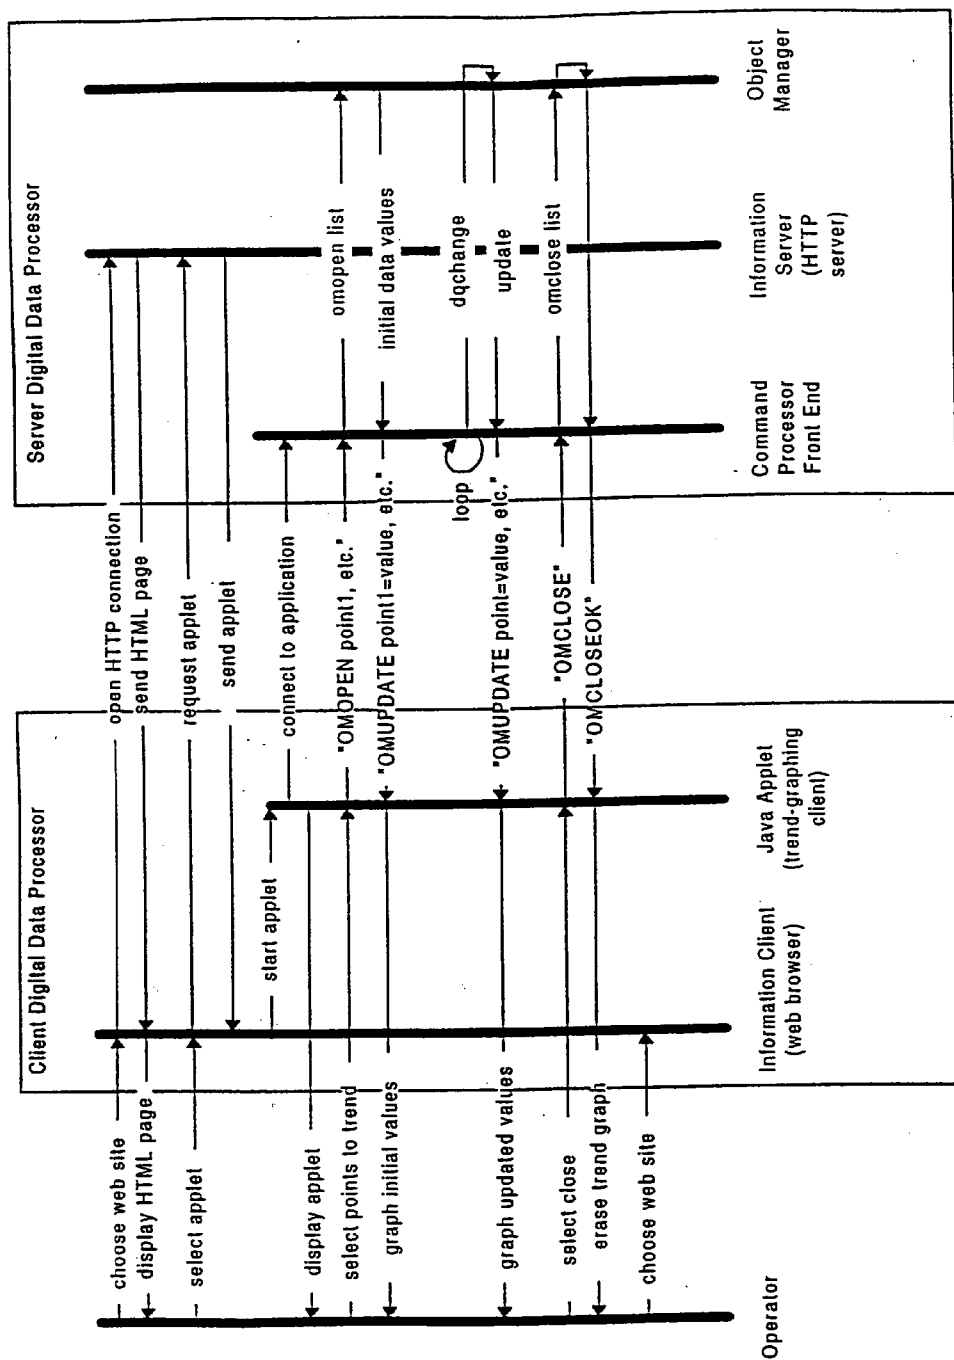 Client Digital Data Processor
Server Digital Data Processor
choose web site
open HTTP connection
display HTML page
send HTML page
select applet
request applet
send applet
start applet
connect to application
display applet
select points to trend
"OMOPEN point1, etc."
omopen list
graph initial values
"OMUPDATE point1=value, etc."
initial data values
loop
dqchange
graph updated values
"OMUPDATE point=value, etc."
update
select close
"OMCLOSE"
omclose list
erase trend graph
"OMCLOSEOK"
choose web site
Operator
Information Client
(web browser)
Java Applet
(trend-graphing
client)
Command
Processor
Front End
Information
Server
(HTTP
server)
Object
Manager